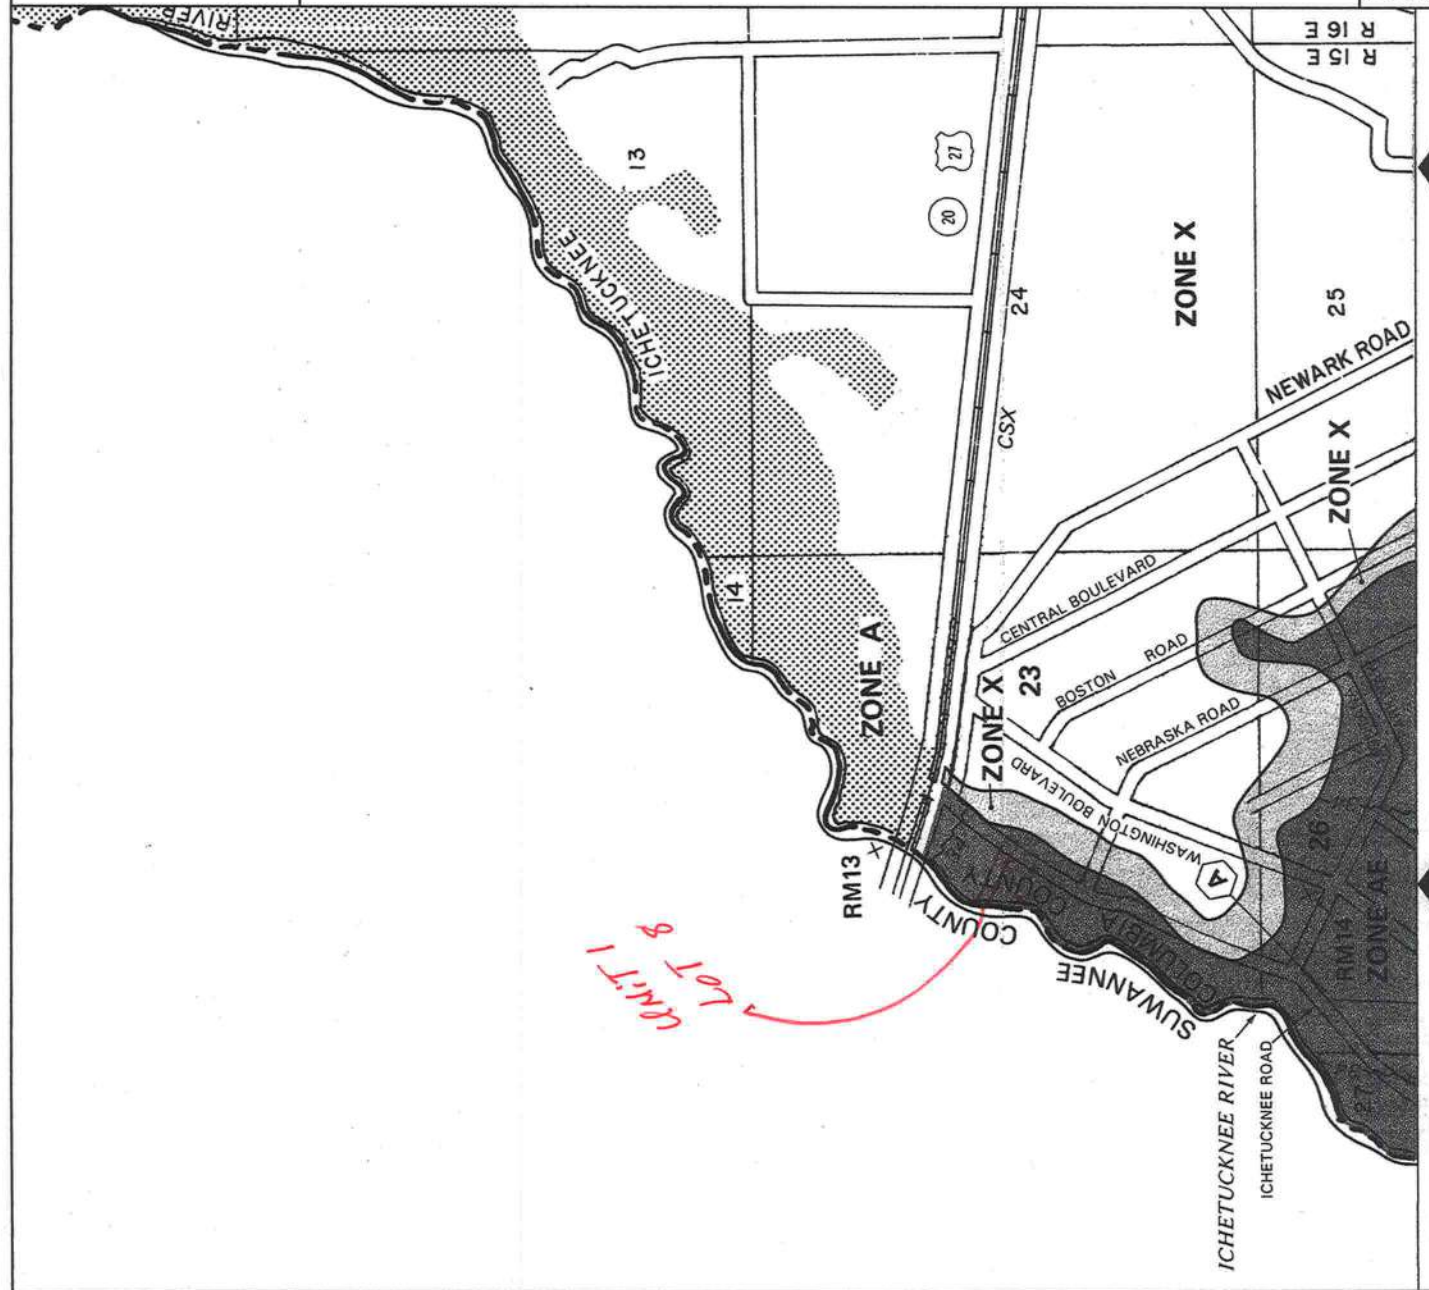 RIVER
R 16 E
R 15 E
13
27
20
ICHETUCKNEE
24
ZONE X
25
CSX
NEWARK ROAD
ZONE X
14
CENTRAL BOULEVARD
ZONE A
BOSTON ROAD
23
ZONE X
NEBRASKA ROAD
WASHINGTON BOULEVARD
26
A
RM13
COUNTY
COUNTY
COLUMBIA
SUWANNEE
RM14
ZONE AE
UNIT 1
LOT 8
27
ICHETUCKNEE RIVER
ICHETUCKNEE ROAD